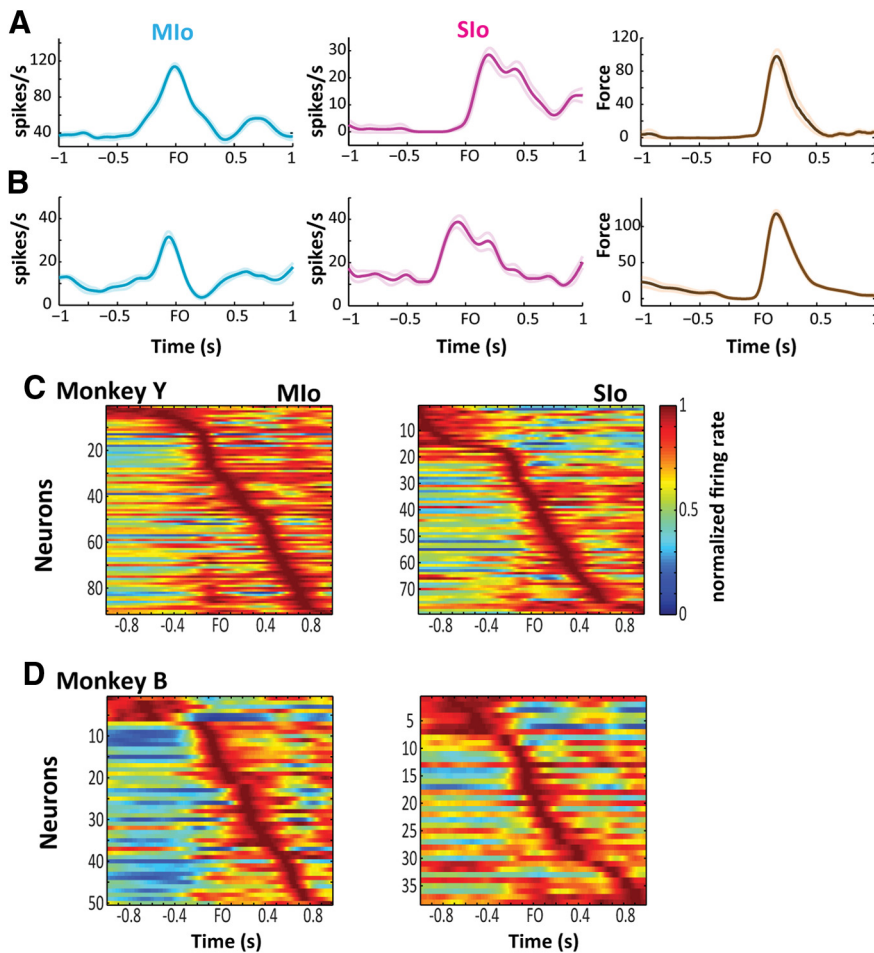 A
MIo
SIo
spikes/s
120
80
40
−1
−0.5
FO
0.5
1
spikes/s
30
20
10
0
−1
−0.5
FO
0.5
1
Force
120
80
40
0
−1
−0.5
FO
0.5
1
B
spikes/s
40
20
0
−1
−0.5
FO
0.5
1
Time (s)
spikes/s
40
20
0
−1
−0.5
FO
0.5
1
Time (s)
Force
100
50
0
−1
−0.5
FO
0.5
1
Time (s)
C Monkey Y
MIo
SIo
Neurons
20
40
60
80
-0.8 -0.4 FO 0.4 0.8
10
20
30
40
50
60
70
-0.8 -0.4 FO 0.4 0.8
1
0.5
0
normalized firing rate
D Monkey B
Neurons
10
20
30
40
50
-0.8 -0.4 FO 0.4 0.8
Time (s)
5
10
15
20
25
30
35
-0.8 -0.4 FO 0.4 0.8
Time (s)